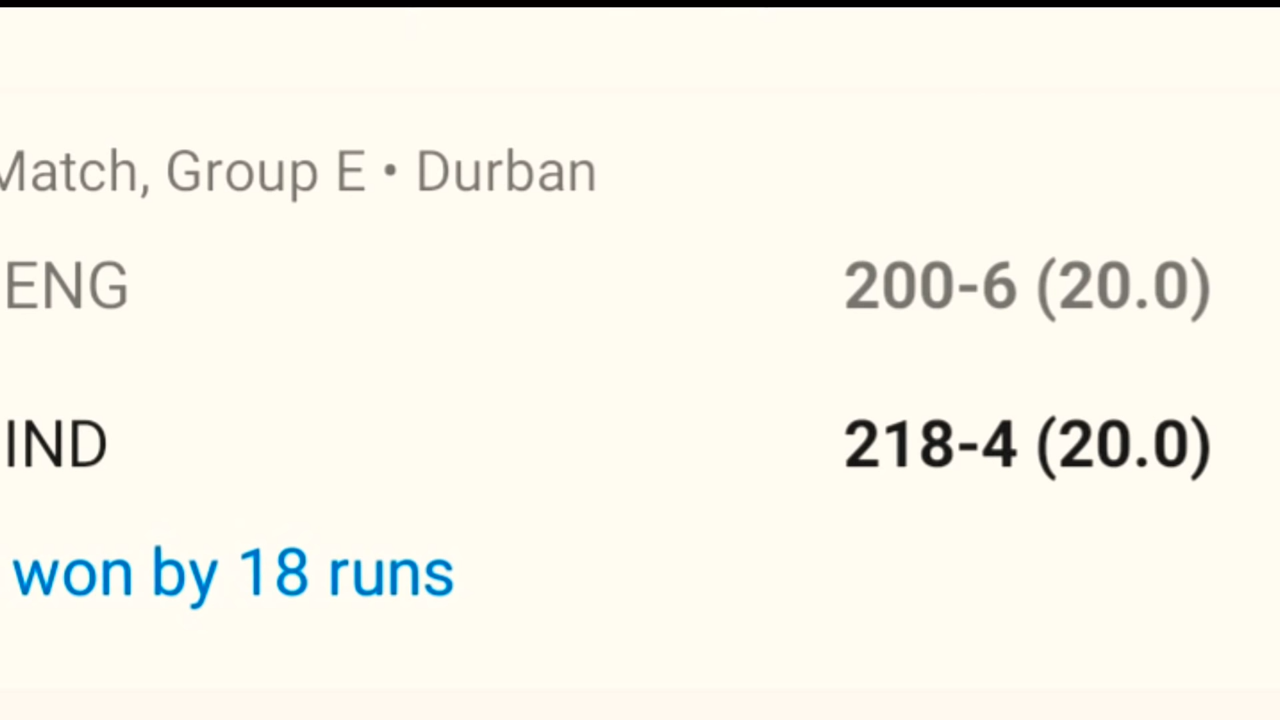 Match, Group E • Durban
ENG 200-6 (20.0)
IND 218-4 (20.0)
won by 18 runs